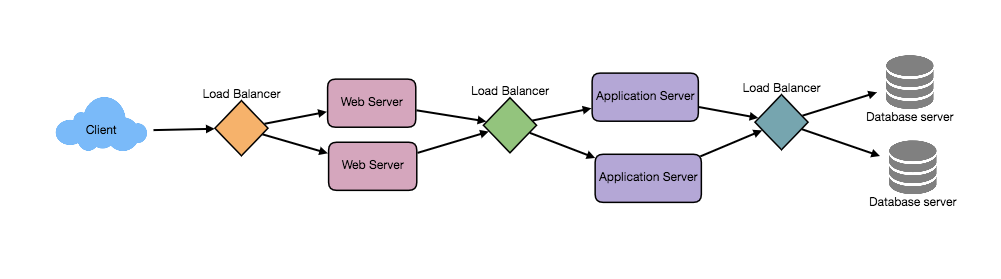 Client
Load Balancer
Web Server
Web Server
Load Balancer
Application Server
Application Server
Load Balancer
Database server
Database server